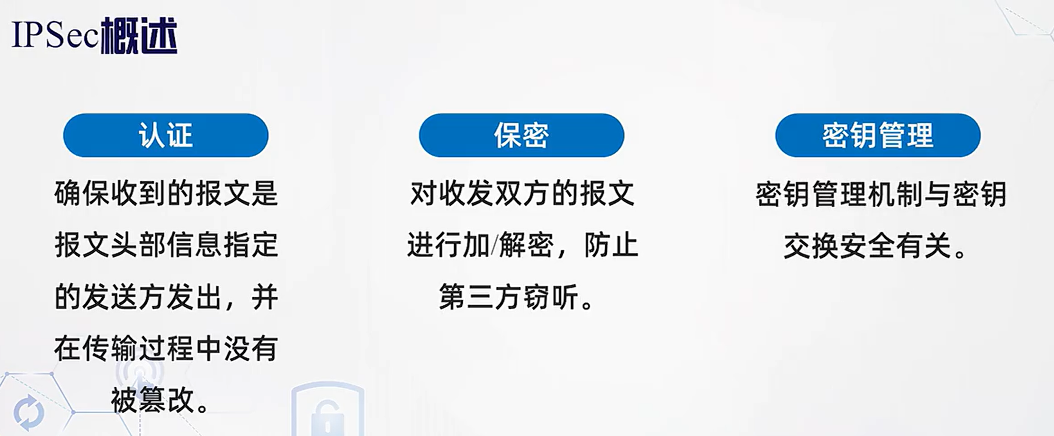 IPSec概述
认证
确保收到的报文是
报文头部信息指定
的发送方发出，并
在传输过程中没有
被篡改。
保密
对收发双方的报文
进行加/解密，防止
第三方窃听。
密钥管理
密钥管理机制与密钥
交换安全有关。